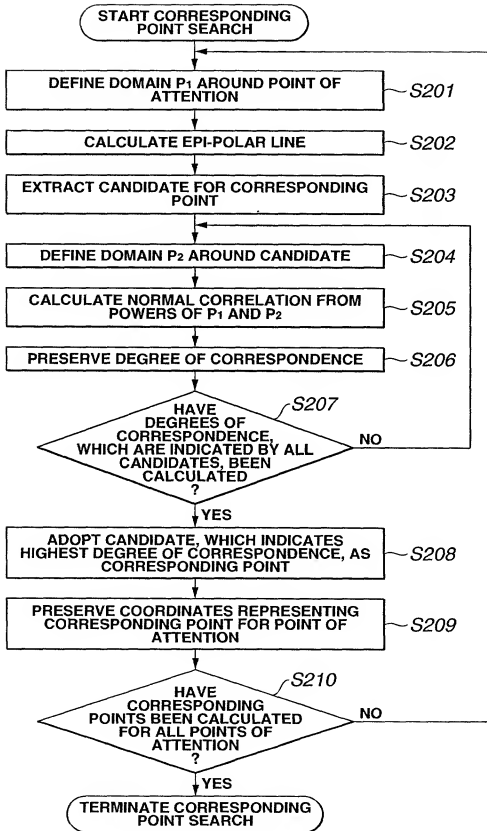 START CORRESPONDING
POINT SEARCH
DEFINE DOMAIN P1 AROUND POINT OF
ATTENTION
S201
CALCULATE EPI-POLAR LINE
S202
EXTRACT CANDIDATE FOR CORRESPONDING
POINT
S203
DEFINE DOMAIN P2 AROUND CANDIDATE
S204
CALCULATE NORMAL CORRELATION FROM
POWERS OF P1 AND P2
S205
PRESERVE DEGREE OF CORRESPONDENCE
S206
S207
HAVE
DEGREES OF
CORRESPONDENCE,
WHICH ARE INDICATED BY ALL
CANDIDATES, BEEN
CALCULATED
?
NO
YES
ADOPT CANDIDATE, WHICH INDICATES
HIGHEST DEGREE OF CORRESPONDENCE, AS
CORRESPONDING POINT
S208
PRESERVE COORDINATES REPRESENTING
CORRESPONDING POINT FOR POINT OF
ATTENTION
S209
S210
HAVE
CORRESPONDING
POINTS BEEN CALCULATED
FOR ALL POINTS OF
ATTENTION
?
NO
YES
TERMINATE CORRESPONDING
POINT SEARCH